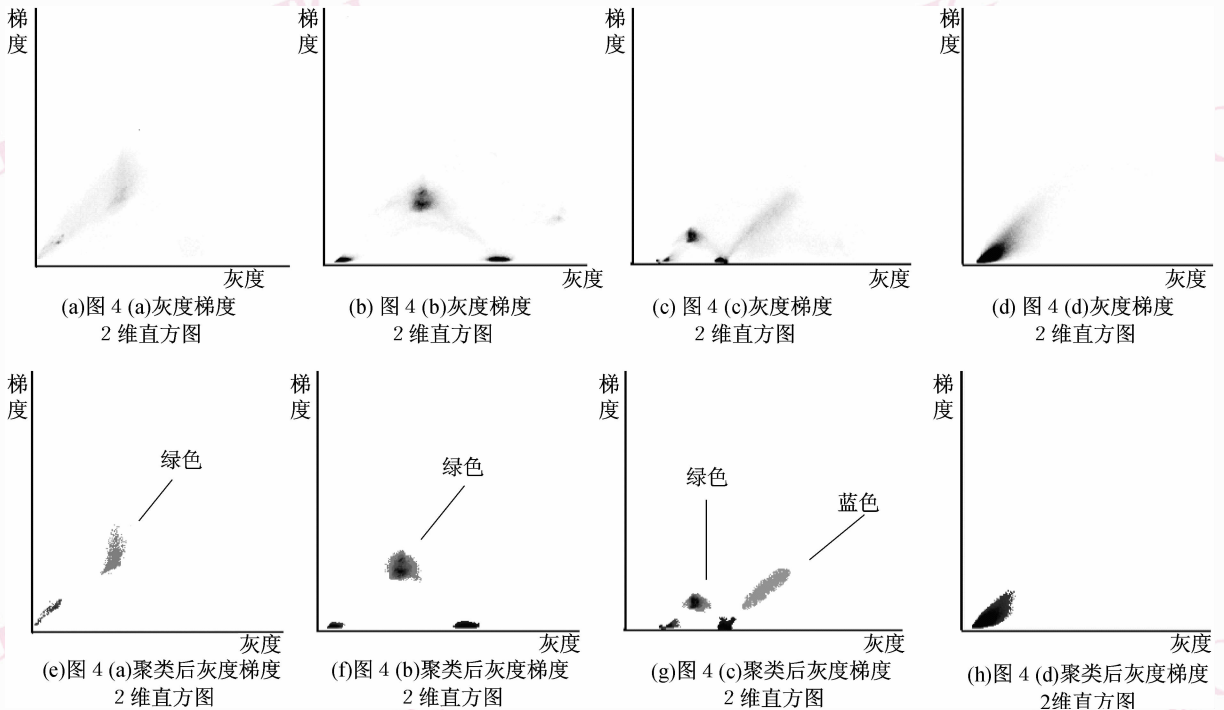 梯度
梯度
梯度
梯度
灰度
灰度
灰度
灰度
(a)图 4 (a)灰度梯度
2 维直方图
(b) 图 4 (b)灰度梯度
2 维直方图
(c) 图 4 (c)灰度梯度
2 维直方图
(d) 图 4 (d)灰度梯度
2 维直方图
梯度
梯度
梯度
梯度
绿色
绿色
绿色
蓝色
灰度
灰度
灰度
灰度
(e)图 4 (a)聚类后灰度梯度
2 维直方图
(f)图 4 (b)聚类后灰度梯度
2 维直方图
(g)图 4 (c)聚类后灰度梯度
2 维直方图
(h)图 4 (d)聚类后灰度梯度
2维直方图